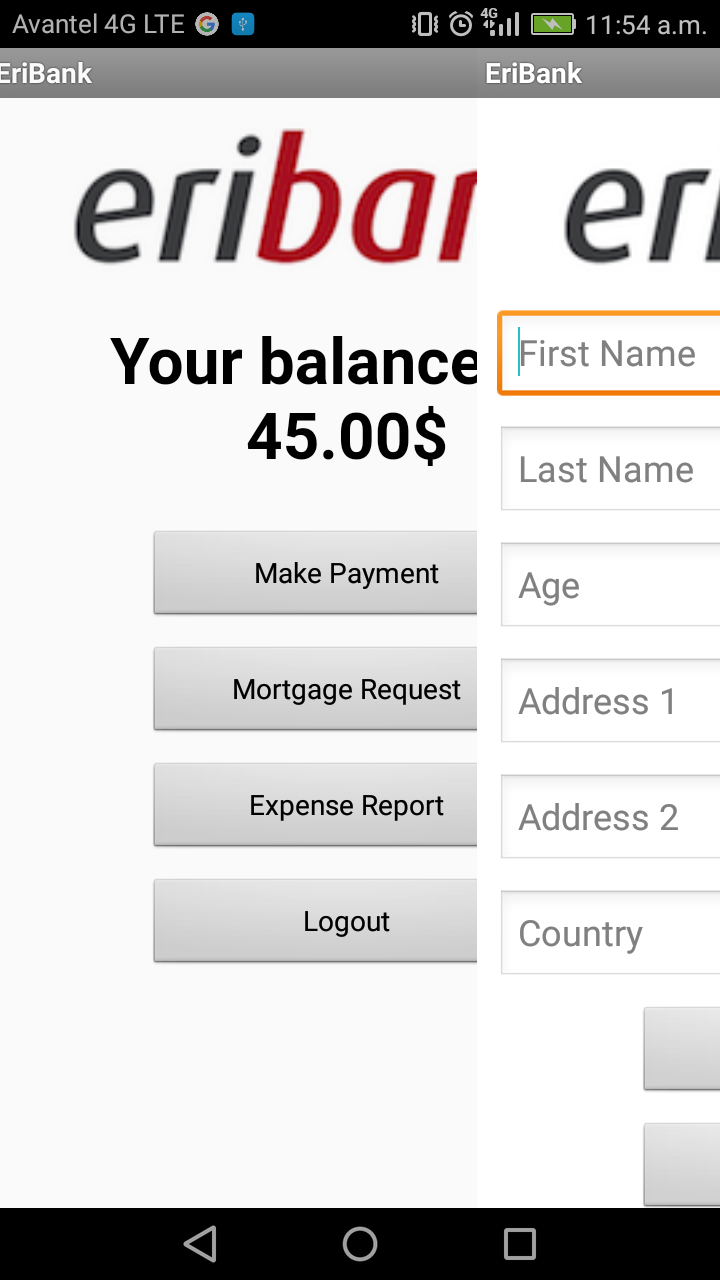 Avantel 4G LTE 4G 11:54 a.m.
EriBank
eriban
Your balance
45.00$
Make Payment
Mortgage Request
Expense Report
Logout
EriBank
eri
First Name
Last Name
Age
Address 1
Address 2
Country